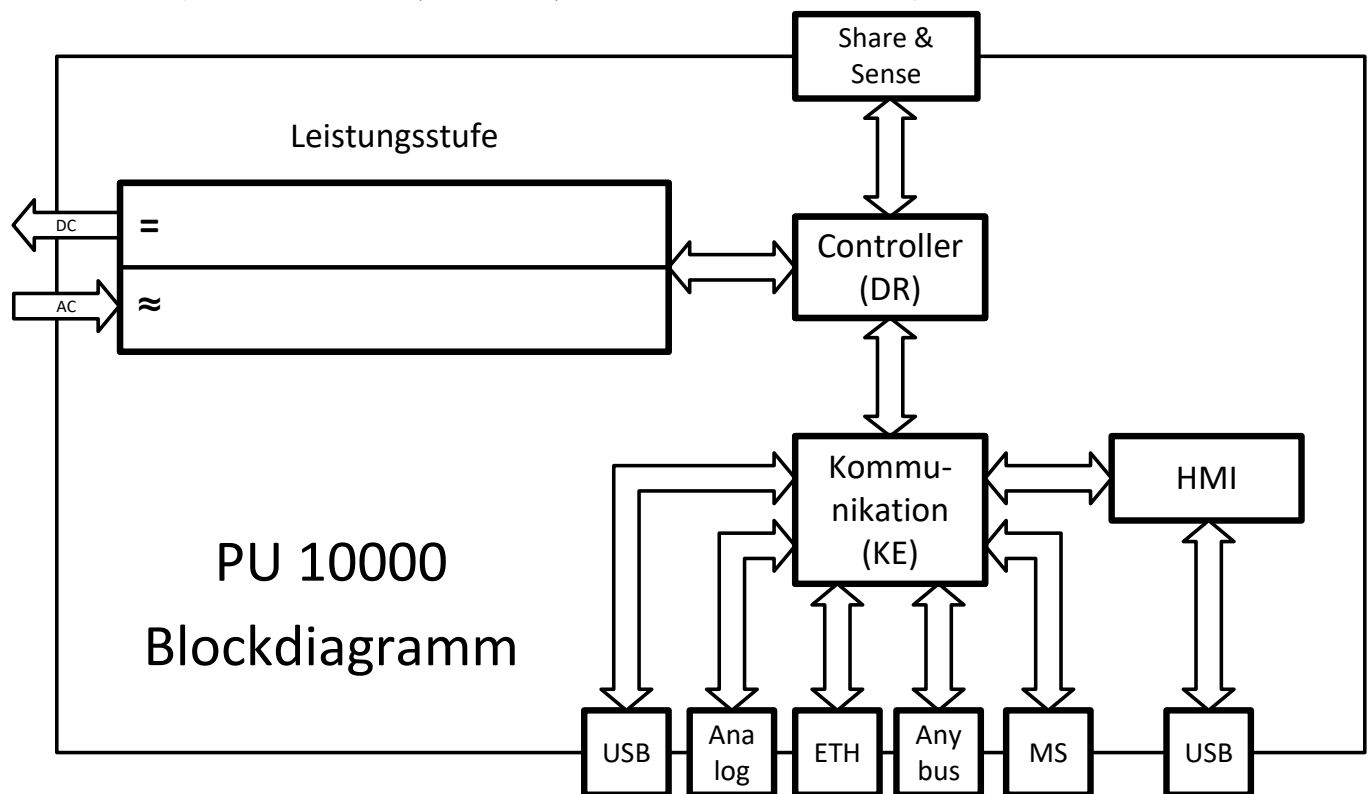 Share &
Sense
Leistungsstufe
DC
=
Controller
(DR)
AC
≈
Kommu-
nikation
(KE)
HMI
PU 10000
Blockdiagramm
USB
Ana
log
ETH
Any
bus
MS
USB